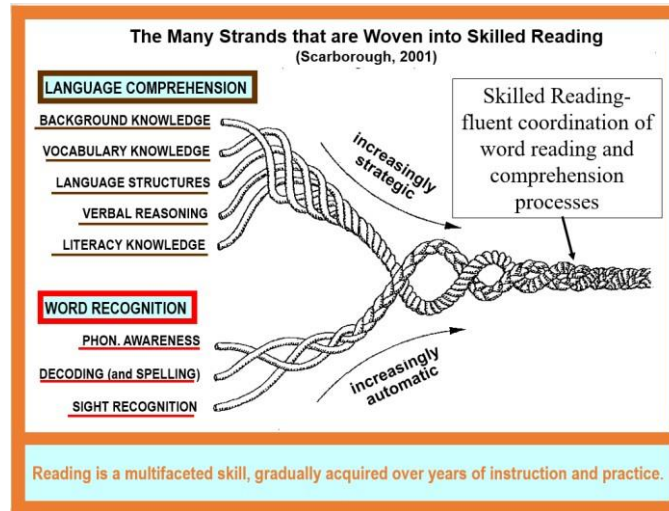 The Many Strands that are Woven into Skilled Reading
(Scarborough, 2001)
LANGUAGE COMPREHENSION
BACKGROUND KNOWLEDGE
VOCABULARY KNOWLEDGE
LANGUAGE STRUCTURES
VERBAL REASONING
LITERACY KNOWLEDGE
WORD RECOGNITION
PHON. AWARENESS
DECODING (and SPELLING)
SIGHT RECOGNITION
increasingly
strategic
increasingly
automatic
Skilled Reading-
fluent coordination of
word reading and
comprehension
processes
Reading is a multifaceted skill, gradually acquired over years of instruction and practice.